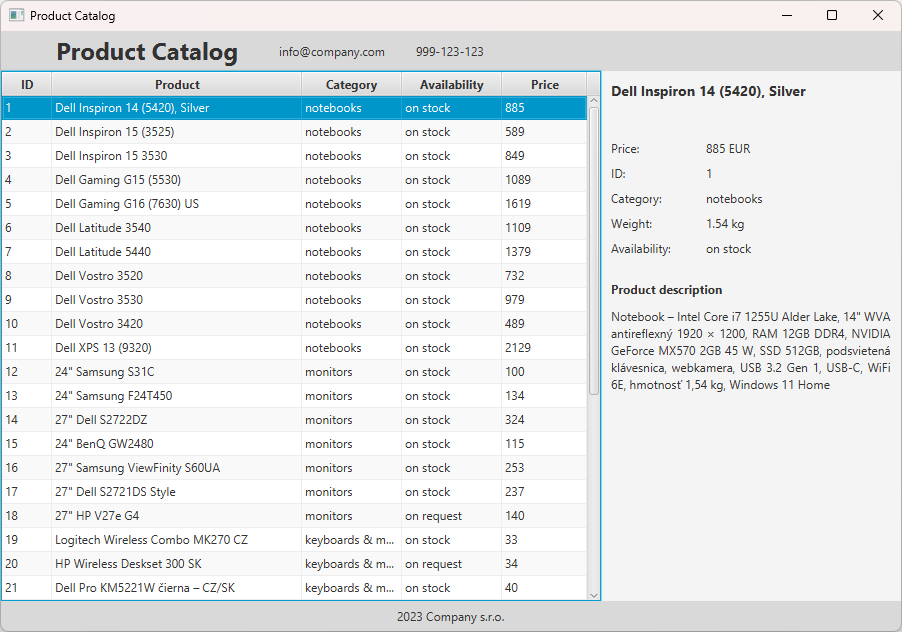 Product Catalog
Product Catalog info@company.com 999-123-123
ID Product Category Availability Price
1 Dell Inspiron 14 (5420), Silver notebooks on stock 885
2 Dell Inspiron 15 (3525) notebooks on stock 589
3 Dell Inspiron 15 3530 notebooks on stock 849
4 Dell Gaming G15 (5530) notebooks on stock 1089
5 Dell Gaming G16 (7630) US notebooks on stock 1619
6 Dell Latitude 3540 notebooks on stock 1109
7 Dell Latitude 5440 notebooks on stock 1379
8 Dell Vostro 3520 notebooks on stock 732
9 Dell Vostro 3530 notebooks on stock 979
10 Dell Vostro 3420 notebooks on stock 489
11 Dell XPS 13 (9320) notebooks on stock 2129
12 24" Samsung S31C monitors on stock 100
13 24" Samsung F24T450 monitors on stock 134
14 27" Dell S2722DZ monitors on stock 324
15 24" BenQ GW2480 monitors on stock 115
16 27" Samsung ViewFinity S60UA monitors on stock 253
17 27" Dell S2721DS Style monitors on stock 237
18 27" HP V27e G4 monitors on request 140
19 Logitech Wireless Combo MK270 CZ keyboards & m... on stock 33
20 HP Wireless Deskset 300 SK keyboards & m... on request 34
21 Dell Pro KM5221W čierna – CZ/SK keyboards & m... on stock 40
Dell Inspiron 14 (5420), Silver
Price: 885 EUR
ID: 1
Category: notebooks
Weight: 1.54 kg
Availability: on stock
Product description
Notebook – Intel Core i7 1255U Alder Lake, 14" WVA
antireflexný 1920 × 1200, RAM 12GB DDR4, NVIDIA
GeForce MX570 2GB 45 W, SSD 512GB, podsvietená
klávesnica, webkamera, USB 3.2 Gen 1, USB-C, WiFi
6E, hmotnosť 1,54 kg, Windows 11 Home
2023 Company s.r.o.